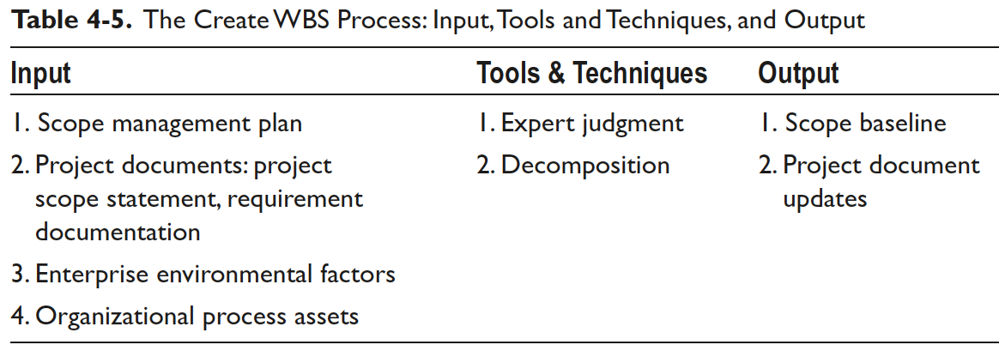 Table 4-5. The Create WBS Process: Input, Tools and Techniques, and Output
Input Tools & Techniques Output
1. Scope management plan 1. Expert judgment 1. Scope baseline
2. Project documents: project 2. Decomposition 2. Project document
scope statement, requirement updates
documentation
3. Enterprise environmental factors
4. Organizational process assets